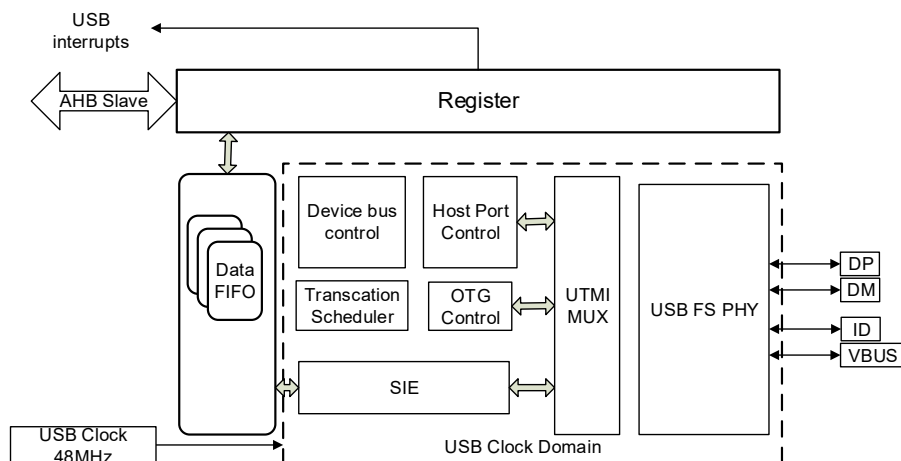 USB
interrupts
AHB Slave
Register
Device bus
control
Host Port
Control
Data
FIFO
Transcation
Scheduler
OTG
Control
UTMI
MUX
USB FS PHY
DP
DM
ID
VBUS
SIE
USB Clock
48MHz
USB Clock Domain